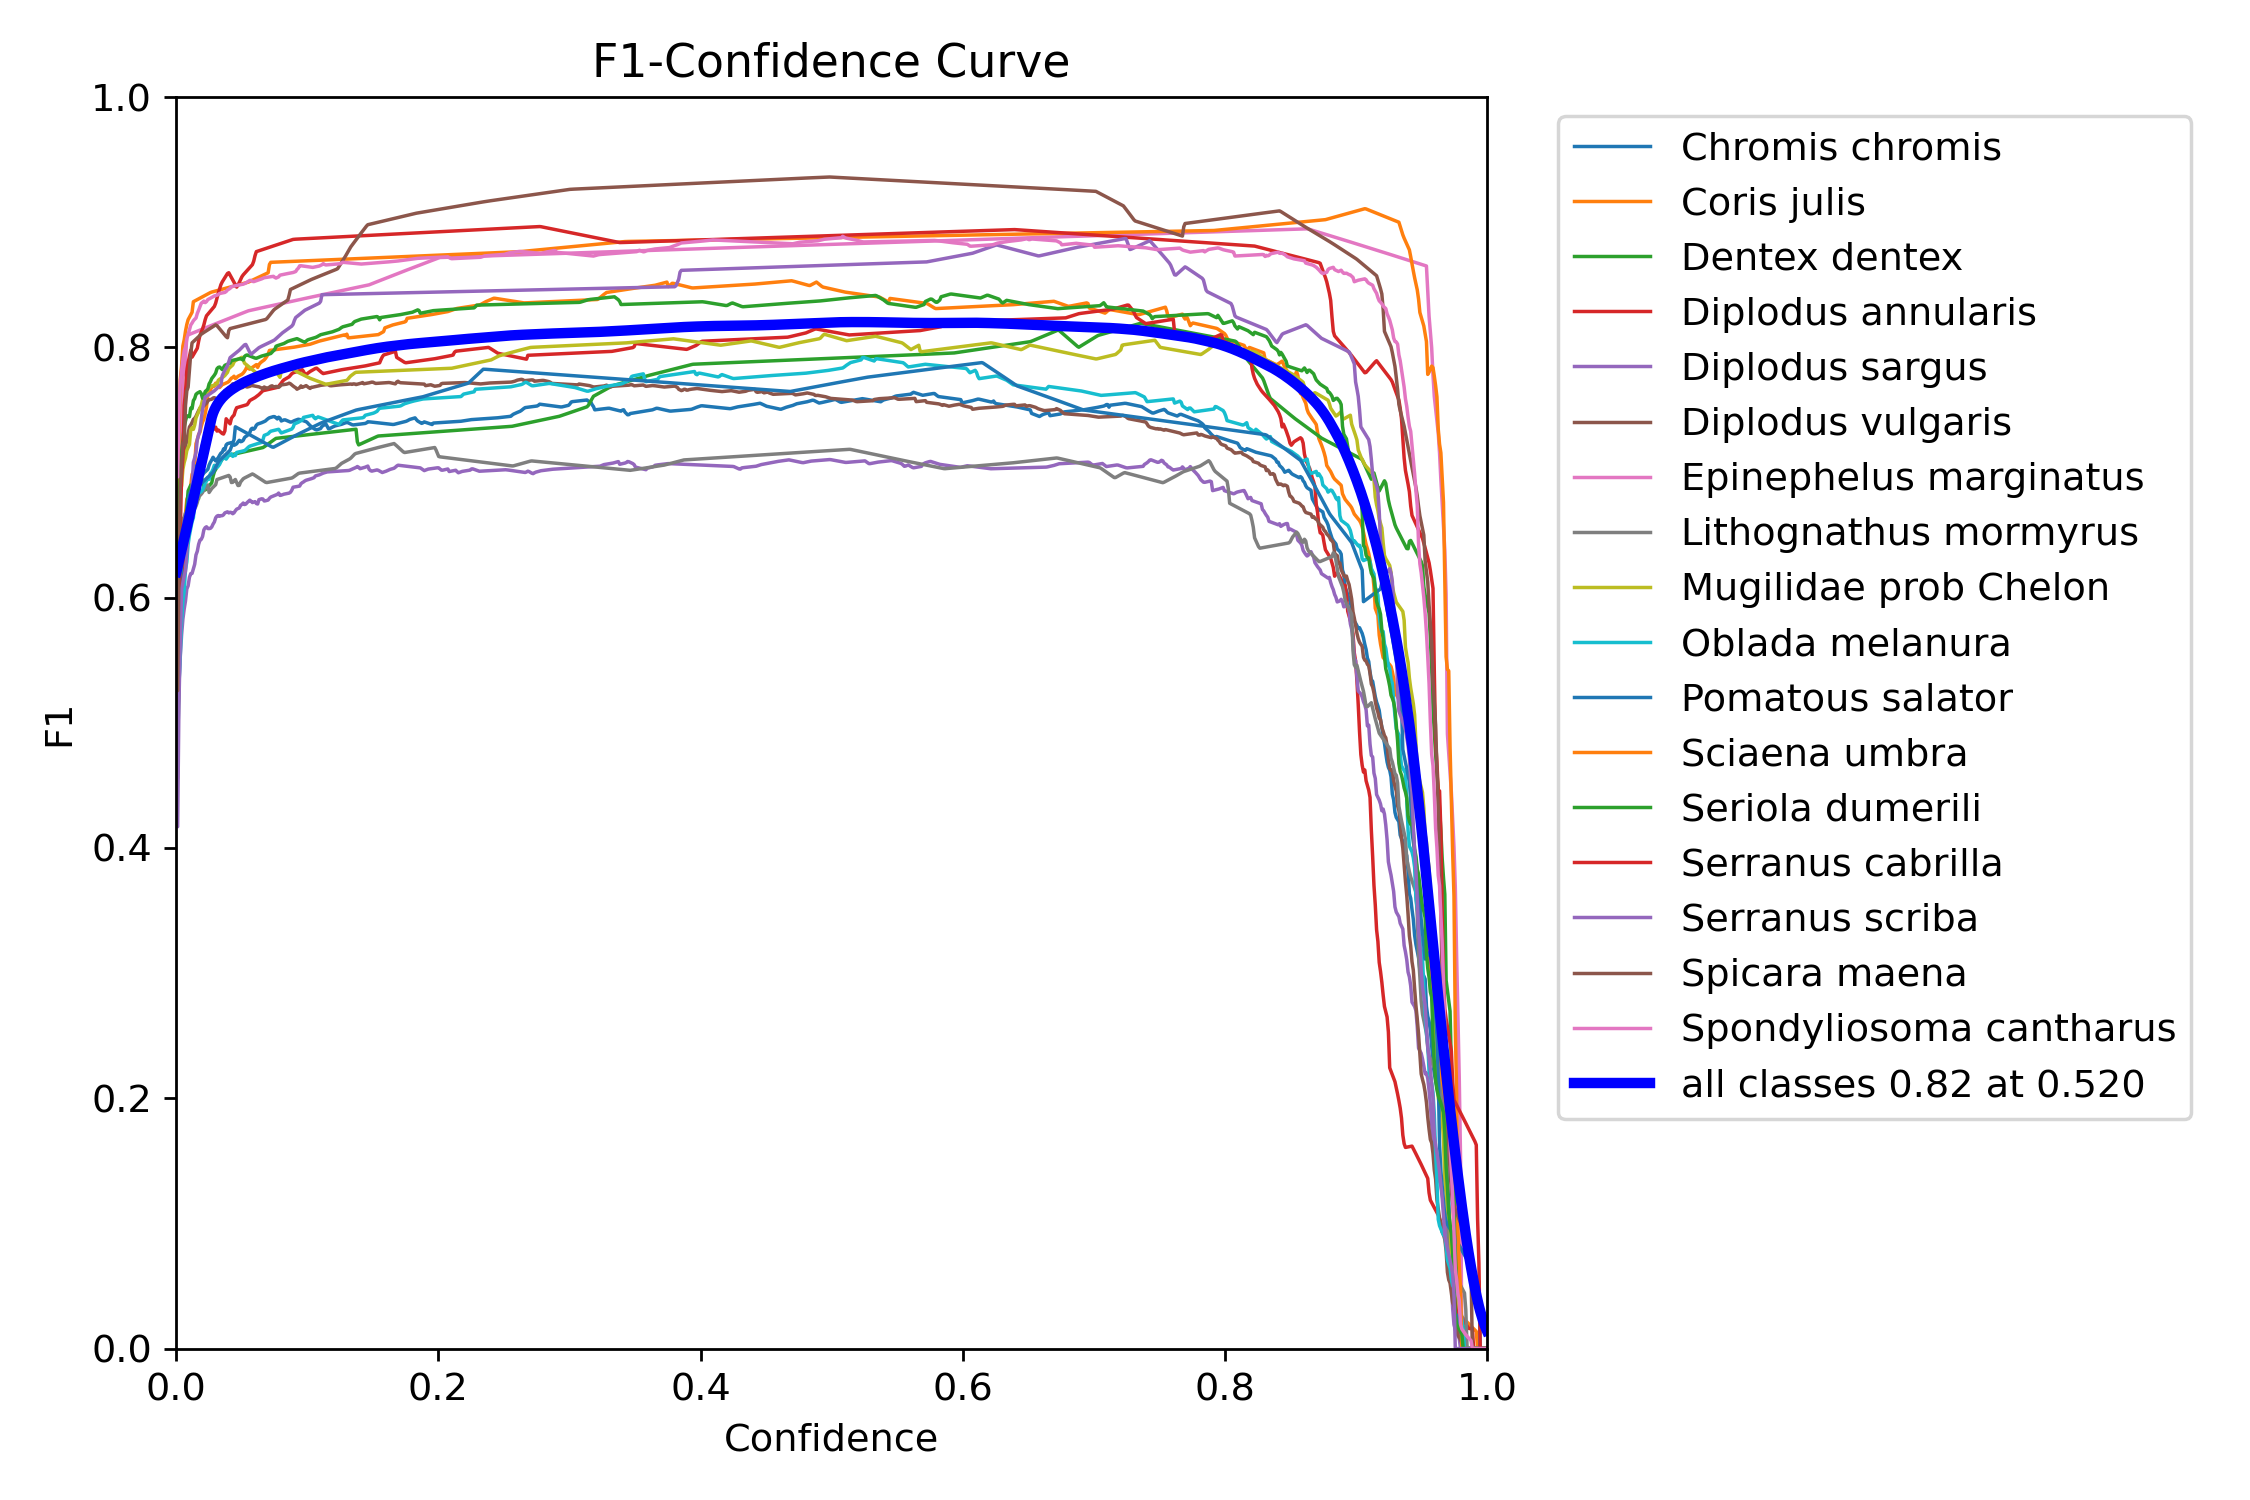 F1-Confidence Curve
1.0
0.8
0.6
0.4
0.2
0.0
F1
0.0 0.2 0.4 0.6 0.8 1.0
Confidence
Chromis chromis
Coris julis
Dentex dentex
Diplodus annularis
Diplodus sargus
Diplodus vulgaris
Epinephelus marginatus
Lithognathus mormyrus
Mugilidae prob Chelon
Oblada melanura
Pomatous salator
Sciaena umbra
Seriola dumerili
Serranus cabrilla
Serranus scriba
Spicara maena
Spondyliosoma cantharus
all classes 0.82 at 0.520